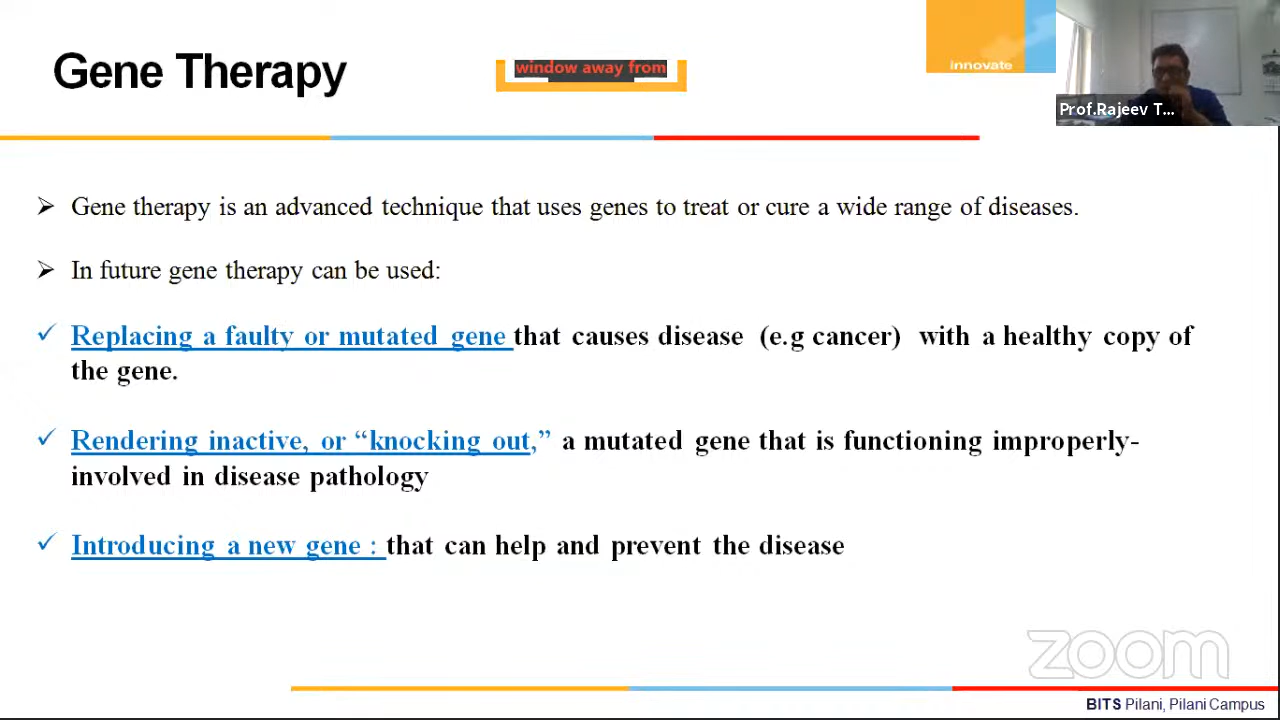 Gene Therapy
window away from
innovate
Prof.Rajeev T...
➤ Gene therapy is an advanced technique that uses genes to treat or cure a wide range of diseases.
➤ In future gene therapy can be used:
✓ Replacing a faulty or mutated gene that causes disease (e.g cancer) with a healthy copy of
the gene.
✓ Rendering inactive, or “knocking out,” a mutated gene that is functioning improperly-
involved in disease pathology
✓ Introducing a new gene : that can help and prevent the disease
zoom
BITS Pilani, Pilani Campus